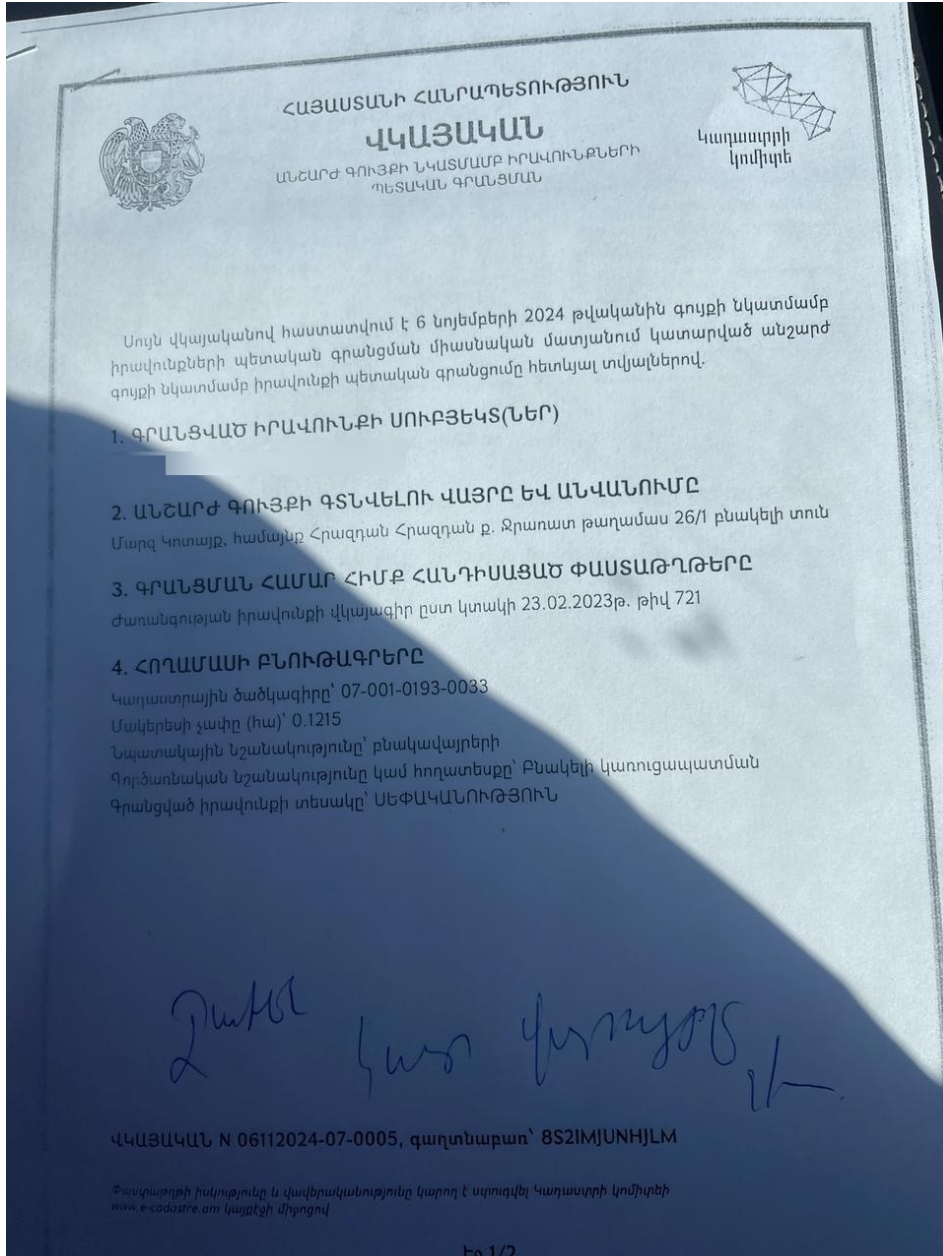 ՀԱՅԱՍՏԱՆԻ ՀԱՆՐԱՊԵՏՈՒԹՅՈՒՆ
ՎԿԱՅԱԿԱՆ
ԱՆՇԱՐԺ ԳՈՒՅՔԻ ՆԿԱՏՄԱՄԲ ԻՐԱՎՈՒՆՔՆԵՐԻ
ՊԵՏԱԿԱՆ ԳՐԱՆՑՄԱՆ
Կադաստրի
կոմիտե
Սույն վկայականով հաստատվում է 6 նոյեմբերի 2024 թվականին գույքի նկատմամբ
իրավունքների պետական գրանցման միասնական մատյանում կատարված անշարժ
գույքի նկատմամբ իրավունքի պետական գրանցումը հետևյալ տվյալներով.
1. ԳՐԱՆՑՎԱԾ ԻՐԱՎՈՒՆՔԻ ՍՈՒԲՅԵԿՏ(ՆԵՐ)
2. ԱՆՇԱՐԺ ԳՈՒՅՔԻ ԳՏՆՎԵԼՈՒ ՎԱՅՐԸ ԵՎ ԱՆՎԱՆՈՒՄԸ
Մարզ Կոտայք, համայնք Հրազդան Հրազդան ք. Ջրառատ թաղամաս 26/1 բնակելի տուն
3. ԳՐԱՆՑՄԱՆ ՀԱՄԱՐ ՀԻՄՔ ՀԱՆԴԻՍԱՑԱԾ ՓԱՍՏԱԹՂԹԵՐԸ
Ժառանգության իրավունքի վկայագիր ըստ կտակի 23.02.2023թ. թիվ 721
4. ՀՈՂԱՄԱՍԻ ԲՆՈՒԹԱԳՐԵՐԸ
Կադաստրային ծածկագիրը՝ 07-001-0193-0033
Մակերեսի չափը (հա)՝ 0.1215
Նպատակային նշանակությունը՝ բնակավայրերի
Գործառնական նշանակությունը կամ հողատեսքը՝ Բնակելի կառուցապատման
Գրանցված իրավունքի տեսակը՝ ՍԵՓԱԿԱՆՈՒԹՅՈՒՆ
ՎԿԱՅԱԿԱՆ N 06112024-07-0005, գաղտնաբառ՝ 8S2IMJUNHJLM
Փաստաթղթի իսկությունը և վավերականությունը կարող է ստուգվել Կադաստրի կոմիտեի
www.e-cadastre.am կայքէջի միջոցով
Էջ 1/2